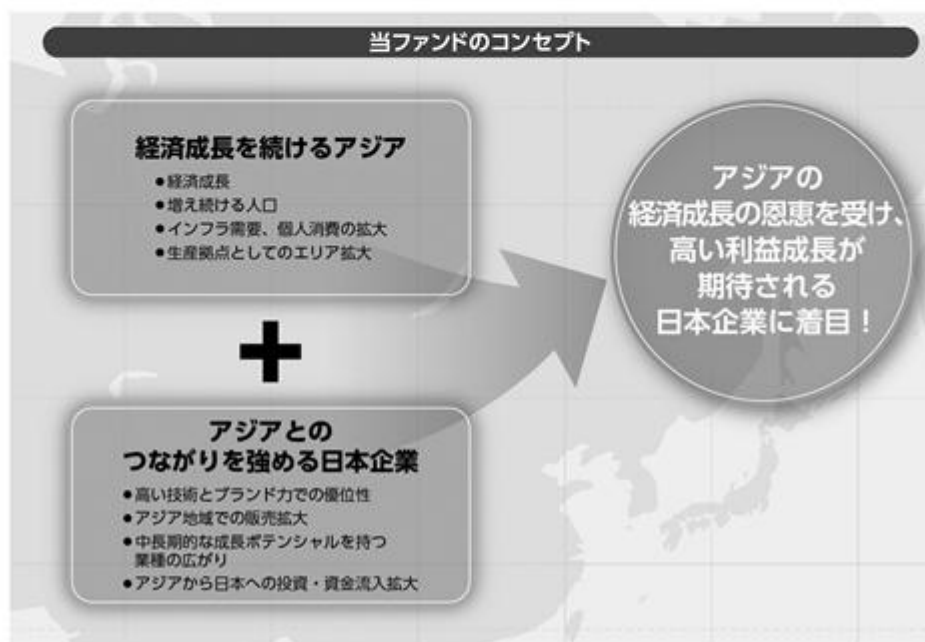 当ファンドのコンセプト
経済成長を続けるアジア
●経済成長
●増え続ける人口
●インフラ需要、個人消費の拡大
●生産拠点としてのエリア拡大
+
アジアとの
つながりを強める日本企業
●高い技術とブランド力での優位性
●アジア地域での販売拡大
●中長期的な成長ポテンシャルを持つ
業種の広がり
●アジアから日本への投資・資金流入拡大
アジアの
経済成長の恩恵を受け、
高い利益成長が
期待される
日本企業に着目！